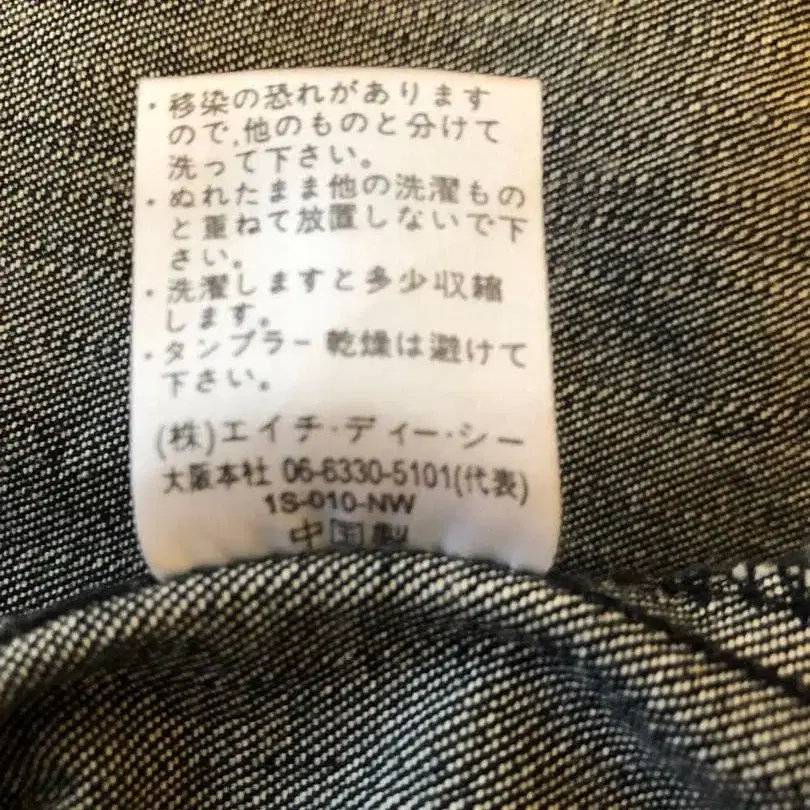 ・移染の恐れがあります
ので,他のものと分けて
洗って下さい。
・ぬれたまま他の洗濯もの
と重ねて放置しないで下
さい。
・洗濯しますと多少収縮
します。
・タンブラー乾燥は避けて
下さい。
(株)エイチ・ディー・シー
大阪本社 06-6330-5101(代表)
1S-010-NW
中国製